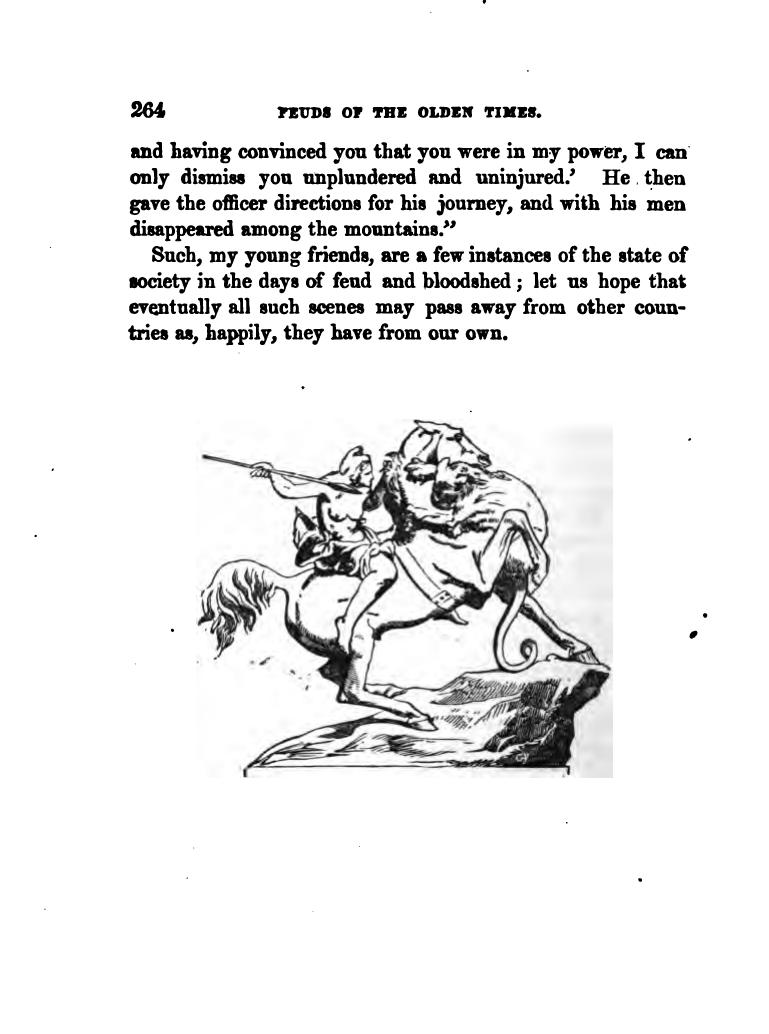 264 FEUDS OF THE OLDEN TIMES.
and having convinced you that you were in my power, I can
only dismiss you unplundered and uninjured.’ He then
gave the officer directions for his journey, and with his men
disappeared among the mountains.”
Such, my young friends, are a few instances of the state of
society in the days of feud and bloodshed ; let us hope that
eventually all such scenes may pass away from other coun-
tries as, happily, they have from our own.